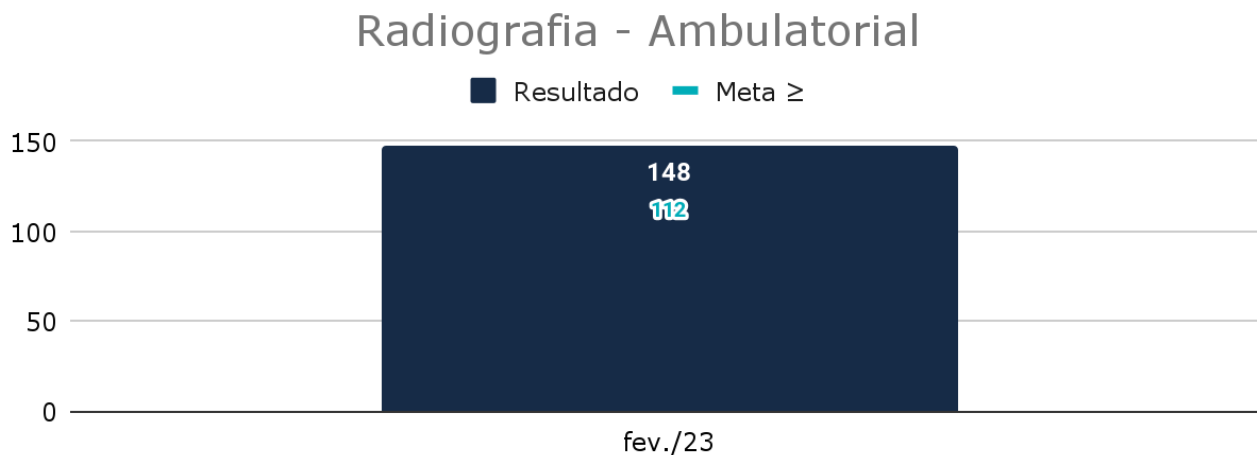 Radiografia - Ambulatorial
Resultado Meta ≥
150
148
112
100
50
0
fev./23